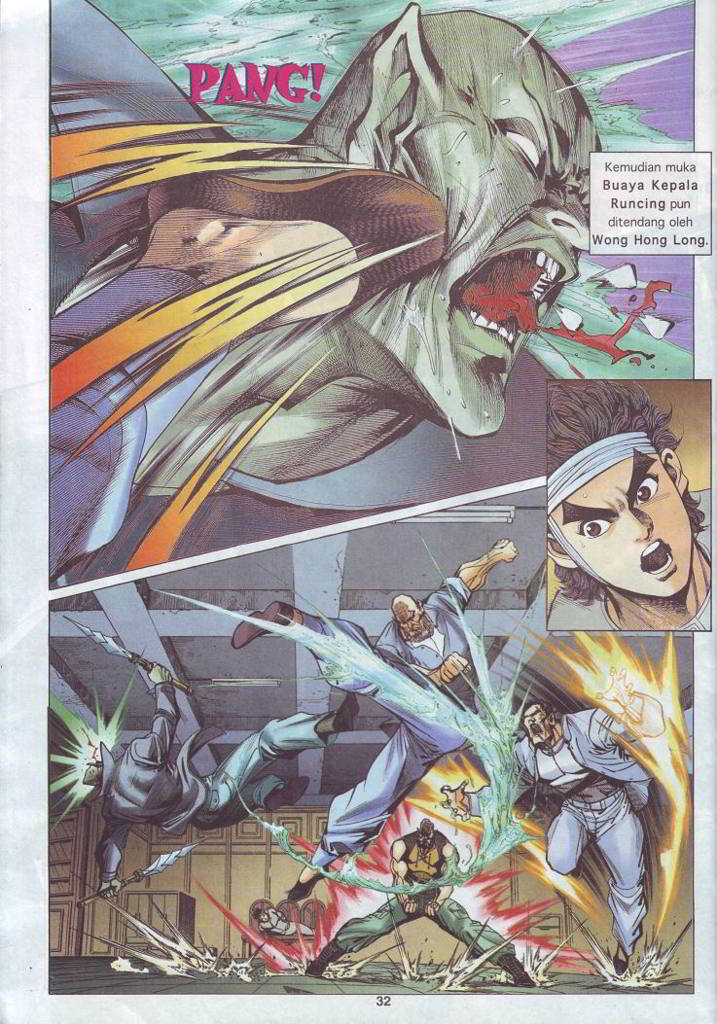 PANG!
Kemudian muka
Buaya Kepala
Runcing pun
ditendang oleh
Wong Hong Long.
32